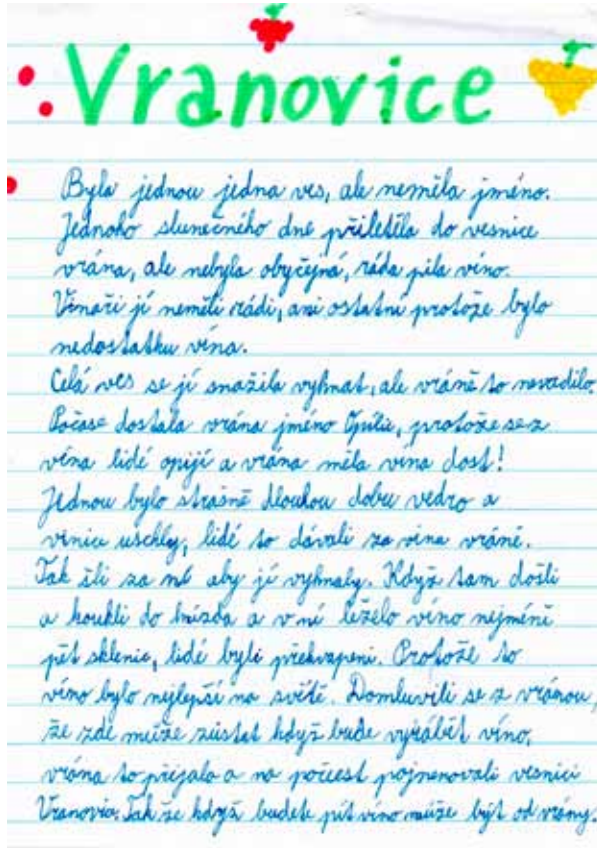 Vranovice
Byla jednou jedna ves, ale neměla jméno.
Jednoho slunečného dne přiletěla do vesnice
vrána, ale nebyla obyčejná, ráda pila víno.
Vinaři jí neměli rádi, ani ostatní protože bylo
nedostatku vína.
Celá ves se jí snažila vyhnat, ale vráně to nevadilo.
Počase dostala vrána jméno Opilie, protože se z
vína lidé opijí a vrána měla vína dost!
Jednou bylo strašně dlouhou dobu vedro a
vinice uschly, lidé to dávali za vina vráně.
Tak šli za ní aby jí vyhnaly. Když tam došli
a koukli do hnízda a v né leželo víno nejméně
pět sklenic, lidé byli překvapeni. Protože to
víno bylo nejlepší na světě. Domluvili se z vránou,
že zde může zůstat když bude vyrábět víno,
vrána to přijala a na počest pojmenovali vesnici
Vranovice. Tak že když budete pít víno může být od vrány.